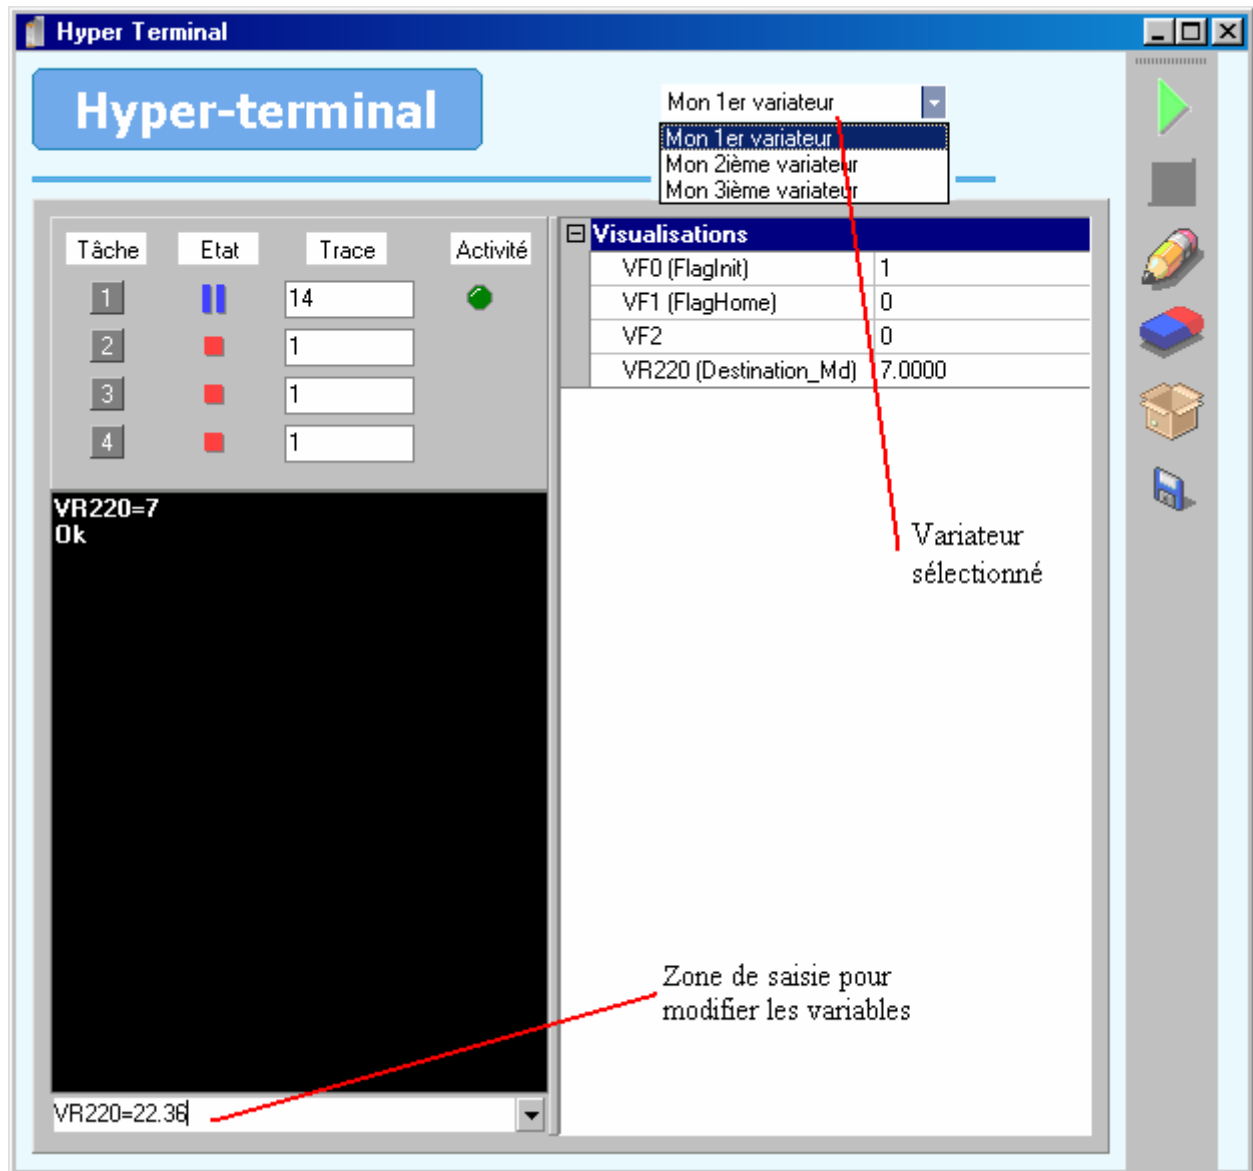 Hyper Terminal
Hyper-terminal
Mon 1er variateur
Mon 1er variateur
Mon 2ième variateur
Mon 3ième variateur
Tâche Etat Trace Activité
1 14
2 1
3 1
4 1
Visualisations
VF0 (FlagInit) 1
VF1 (FlagHome) 0
VF2 0
VR220 (Destination_Md) 7.0000
VR220=7
Ok
Variateur
sélectionné
Zone de saisie pour
modifier les variables
VR220=22.36